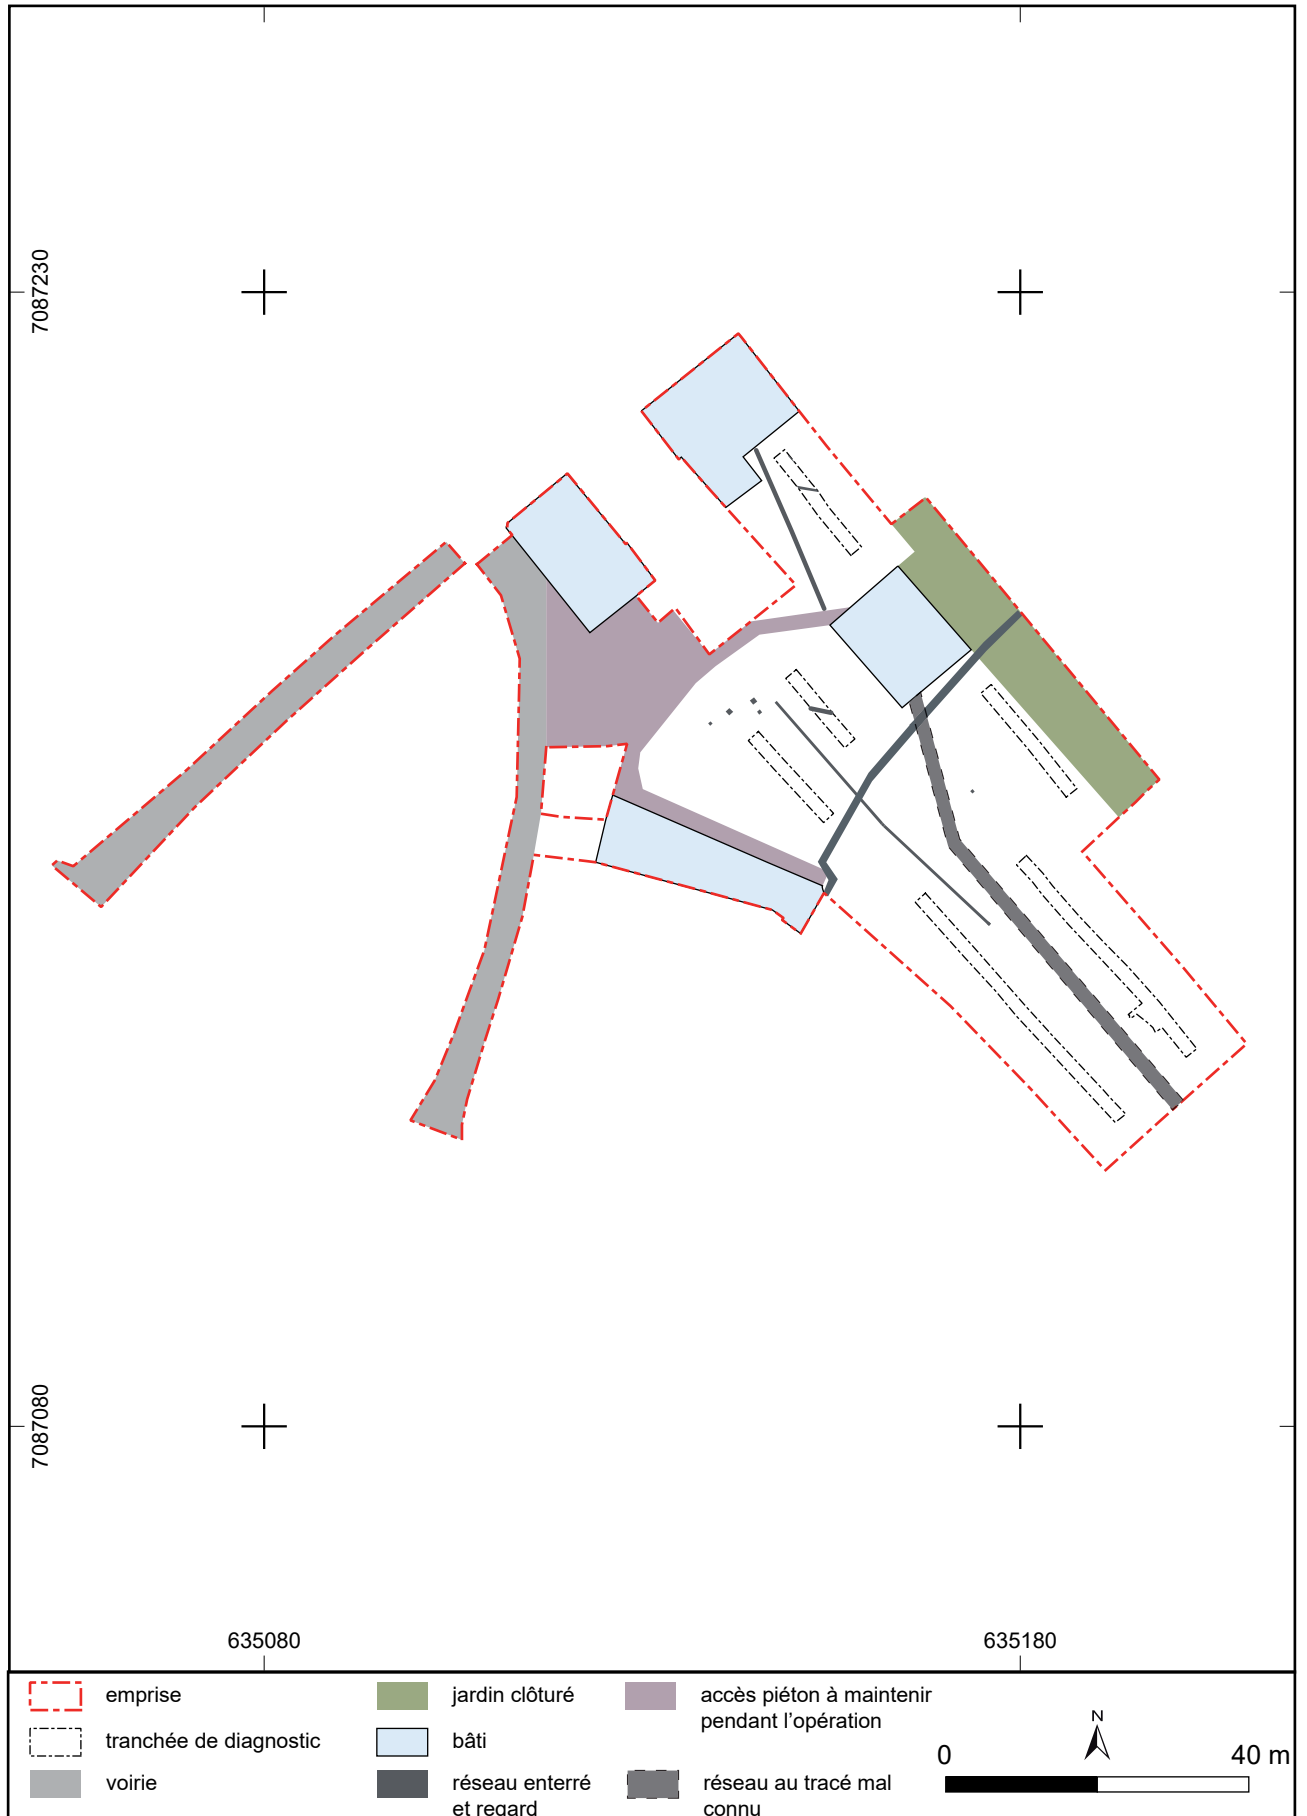 7087230
7087080
635080
635180
emprise
tranchée de diagnostic
voirie
jardin clôturé
bâti
réseau enterré
et regard
accès piéton à maintenir
pendant l'opération
réseau au tracé mal
connu
N
0
40 m